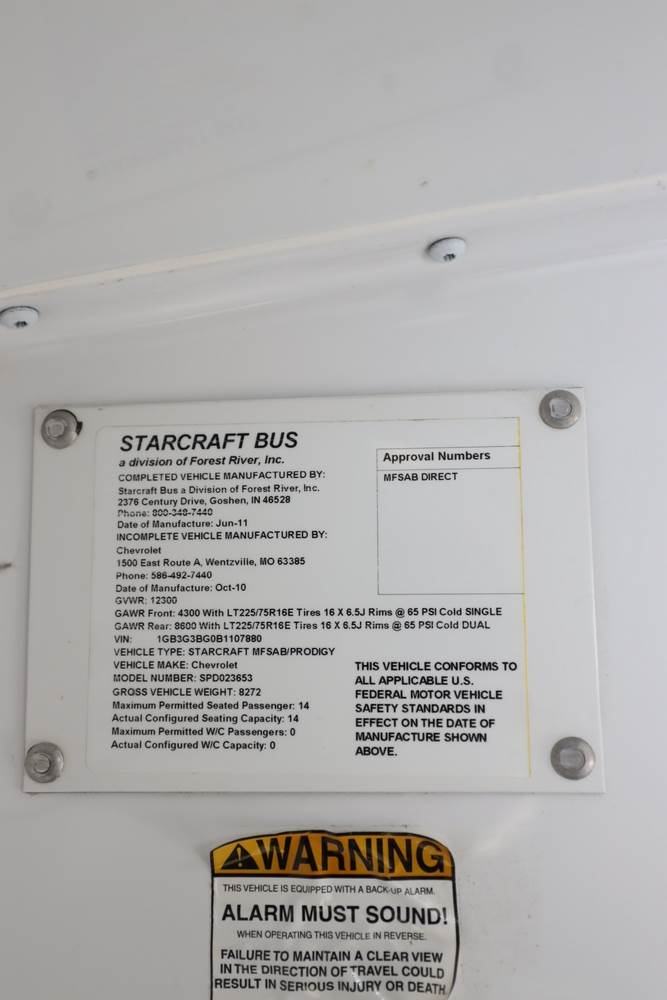 STARCRAFT BUS
a division of Forest River, Inc.
COMPLETED VEHICLE MANUFACTURED BY:
Starcraft Bus a Division of Forest River, Inc.
2376 Century Drive, Goshen, IN 46528
Phone: 800-348-7440
Date of Manufacture: Jun-11
INCOMPLETE VEHICLE MANUFACTURED BY:
Chevrolet
1500 East Route A, Wentzville, MO 63385
Phone: 586-492-7440
Date of Manufacture: Oct-10
GVWR: 12300
GAWR Front: 4300 With LT225/75R16E Tires 16 X 6.5J Rims @ 65 PSI Cold SINGLE
GAWR Rear: 8600 With LT225/75R16E Tires 16 X 6.5J Rims @ 65 PSI Cold DUAL
VIN: 1GB3G3BG0B1107880
VEHICLE TYPE: STARCRAFT MFSAB/PRODIGY
VEHICLE MAKE: Chevrolet
MODEL NUMBER: SPD023653
GROSS VEHICLE WEIGHT: 8272
Maximum Permitted Seated Passenger: 14
Actual Configured Seating Capacity: 14
Maximum Permitted W/C Passengers: 0
Actual Configured W/C Capacity: 0
Approval Numbers
MFSAB DIRECT
THIS VEHICLE CONFORMS TO
ALL APPLICABLE U.S.
FEDERAL MOTOR VEHICLE
SAFETY STANDARDS IN
EFFECT ON THE DATE OF
MANUFACTURE SHOWN
ABOVE.
WARNING
THIS VEHICLE IS EQUIPPED WITH A BACK-UP ALARM.
ALARM MUST SOUND!
WHEN OPERATING THIS VEHICLE IN REVERSE.
FAILURE TO MAINTAIN A CLEAR VIEW
IN THE DIRECTION OF TRAVEL COULD
RESULT IN SERIOUS INJURY OR DEATH